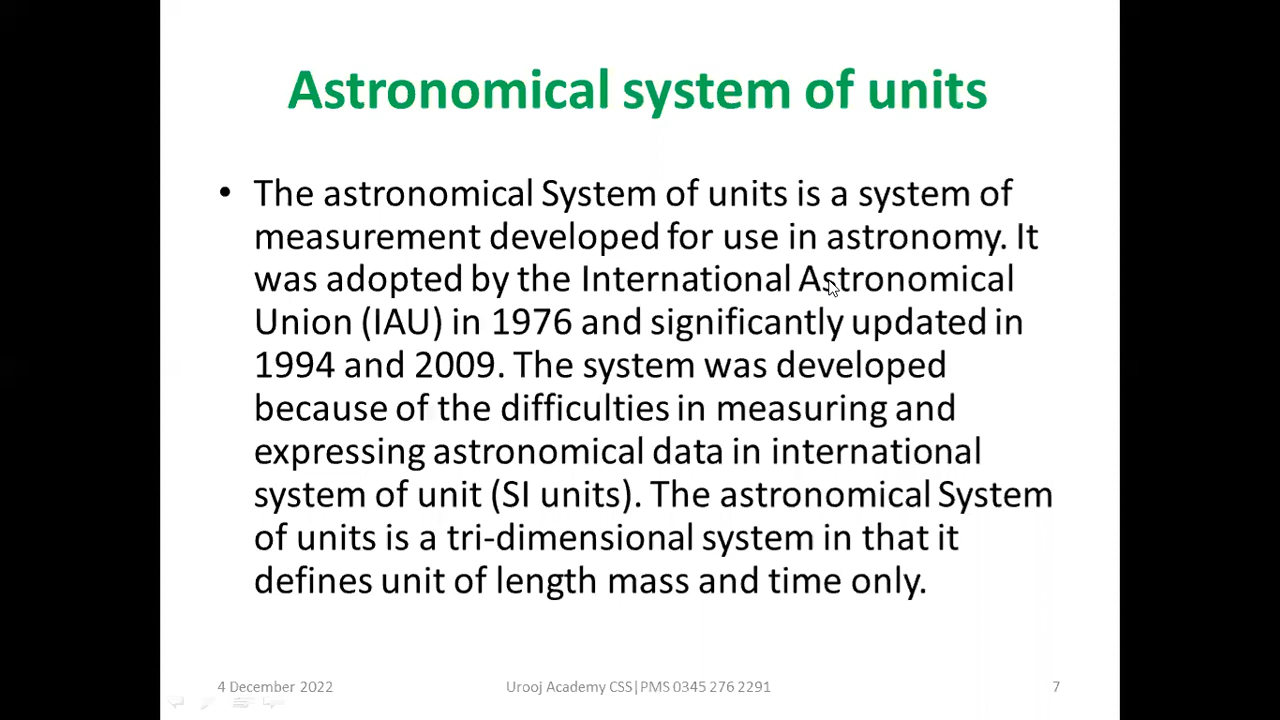 Astronomical system of units
• The astronomical System of units is a system of
measurement developed for use in astronomy. It
was adopted by the International Astronomical
Union (IAU) in 1976 and significantly updated in
1994 and 2009. The system was developed
because of the difficulties in measuring and
expressing astronomical data in international
system of unit (SI units). The astronomical System
of units is a tri-dimensional system in that it
defines unit of length mass and time only.
4 December 2022
Urooj Academy CSS|PMS 0345 276 2291
7